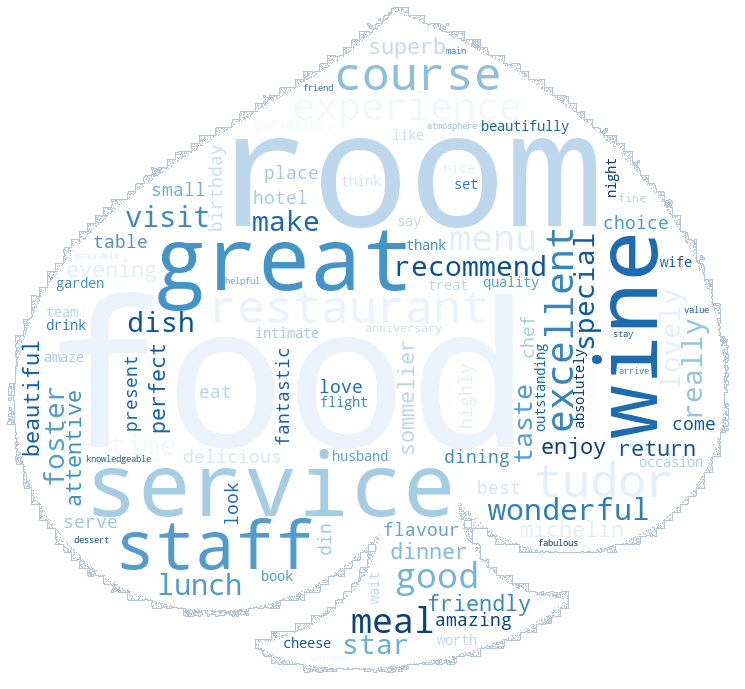 superb main
course
friend
experience
definitely atmosphere beautifully
like
room
birthday
place think nice set night
small hotel fine
visit make say choice
table great thank menu
memorable evening recommend excellent special wine wife
garden helpful treat quality lovely value
team restaurant
drink dish intimate anniversary chef stay
amaze food really
beautiful present perfect fantastic love outstanding absolutely arrive
eat flight sommelier highly taste
foster attentive time enjoy return come
knowledgeable delicious husband dining occasion
service look best tudor
serve wonderful
staff din flavour michelin
dessert dinner fabulous
lunch book wait good
friendly
meal amazing
cheese star worth
welcome